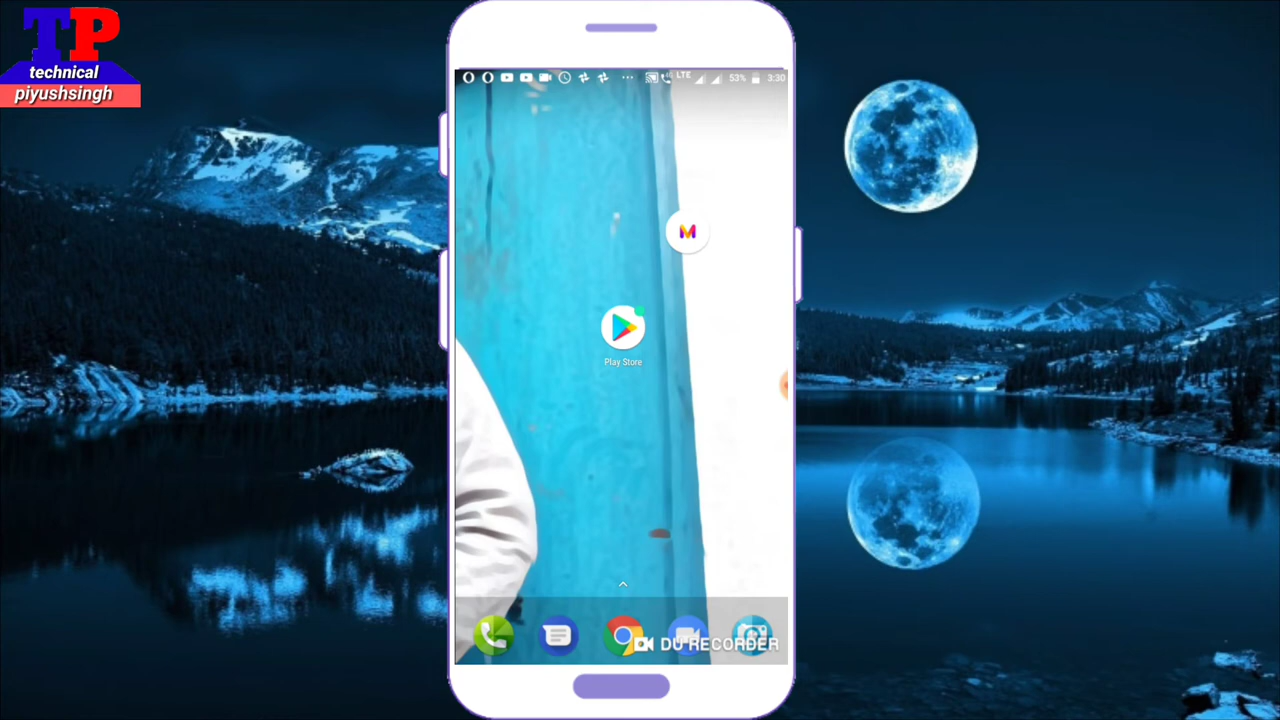 TP
technical
piyushsingh
LTE
53%
3:30
M
Play Store
DU RECORDER